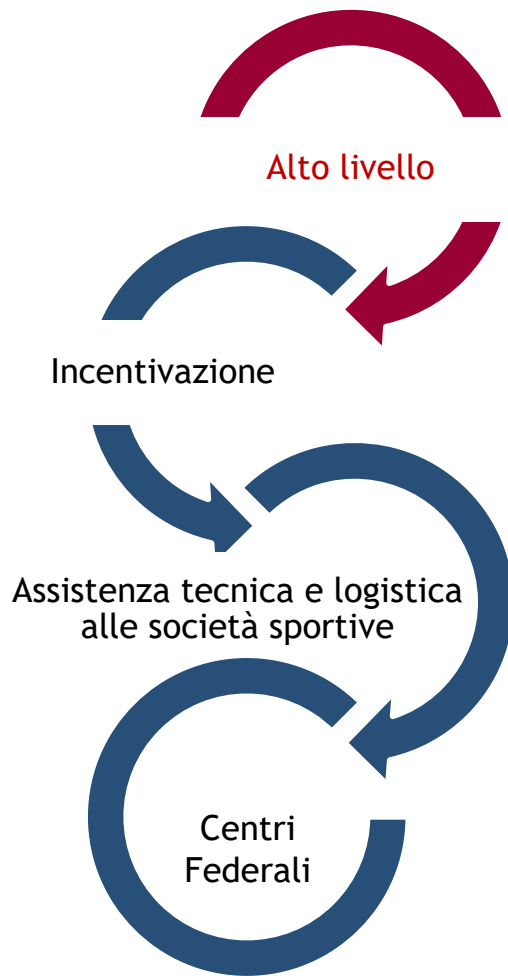 Alto livello
Incentivazione
Assistenza tecnica e logistica
alle società sportive
Centri
Federali